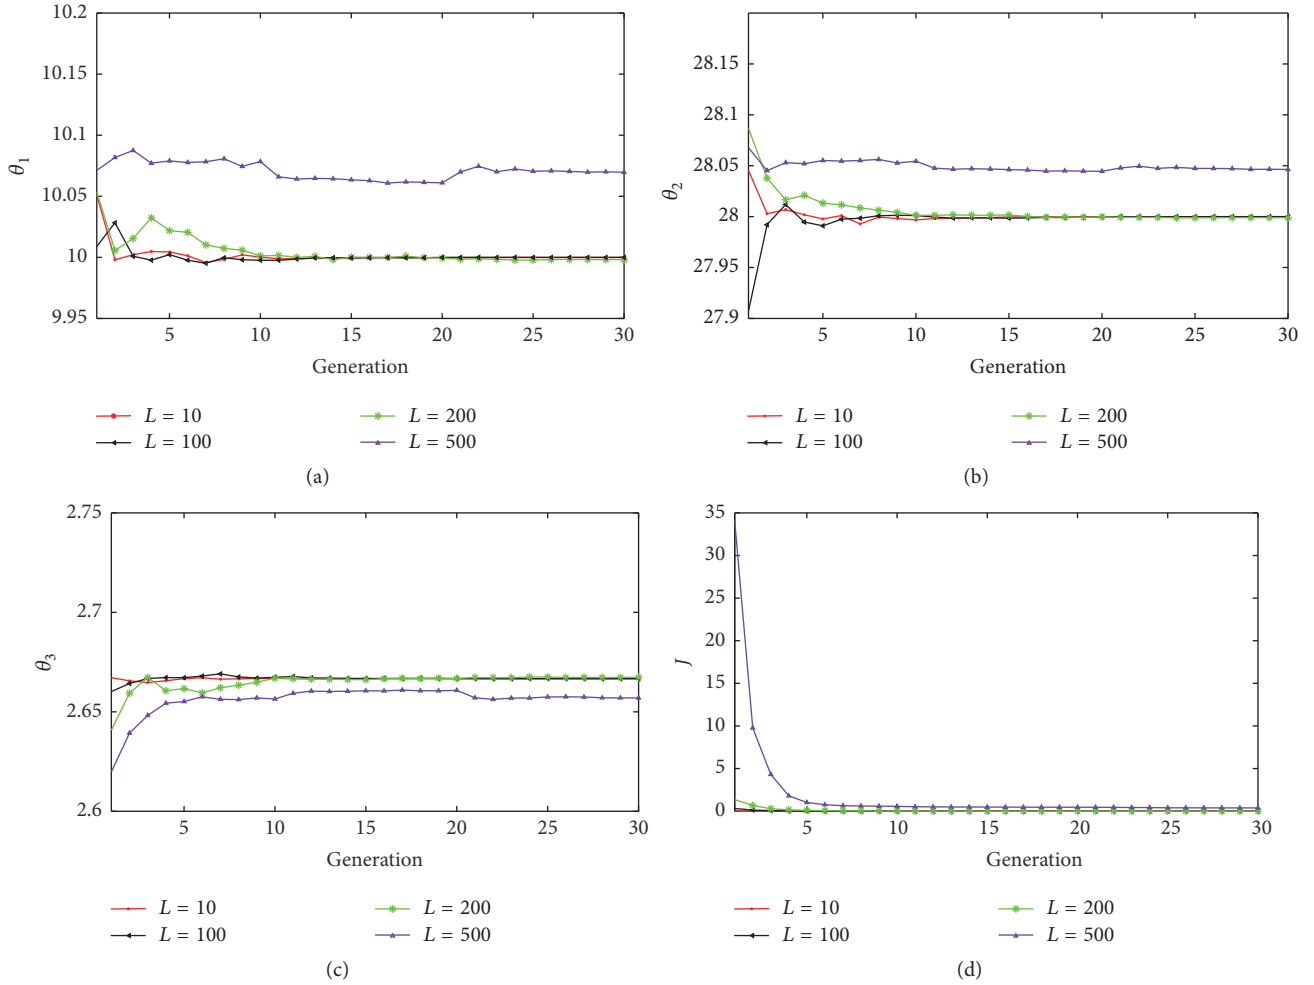 10.2
10.15
10.1
10.05
10
9.95
θ1
5 10 15 20 25 30
Generation
L = 10
L = 100
L = 200
L = 500
(a)
28.15
28.1
28.05
28
27.95
27.9
θ2
5 10 15 20 25 30
Generation
L = 10
L = 100
L = 200
L = 500
(b)
2.75
2.7
2.65
2.6
θ3
5 10 15 20 25 30
Generation
L = 10
L = 100
L = 200
L = 500
(c)
35
30
25
20
15
10
5
0
J
5 10 15 20 25 30
Generation
L = 10
L = 100
L = 200
L = 500
(d)